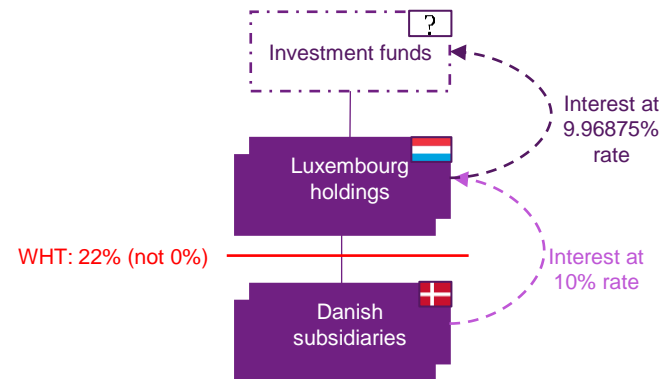 ?
Investment funds
Interest at
9.96875%
rate
Luxembourg
holdings
WHT: 22% (not 0%)
Interest at
10% rate
Danish
subsidiaries